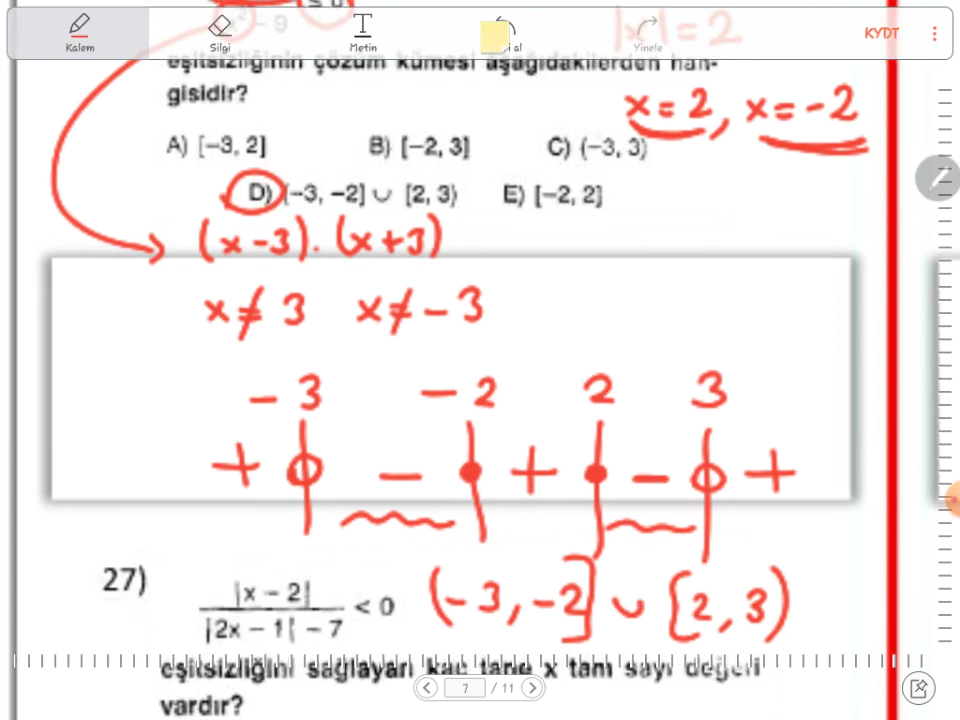 x² - 9
|x| = 2
Kalem
Silgi
Metin
Yinele
KYDT
eşitsizliğinin çözüm kümesi aşağıdakilerden han-
gisidir?
x = 2, x = -2
A) [-3, 2]
B) [-2, 3]
C) (-3, 3)
D) (-3, -2] ∪ [2, 3)
E) [-2, 2]
(x - 3) . (x + 3)
x ≠ 3 x ≠ - 3
- 3 - 2 2 3
+ - + - +
27)
|x - 2| / |2x - 1| - 7 < 0
(-3, -2] ∪ [2, 3)
eşitsizliğini sağlayan kaç tane x tam sayı değeri
vardır?
7 / 11